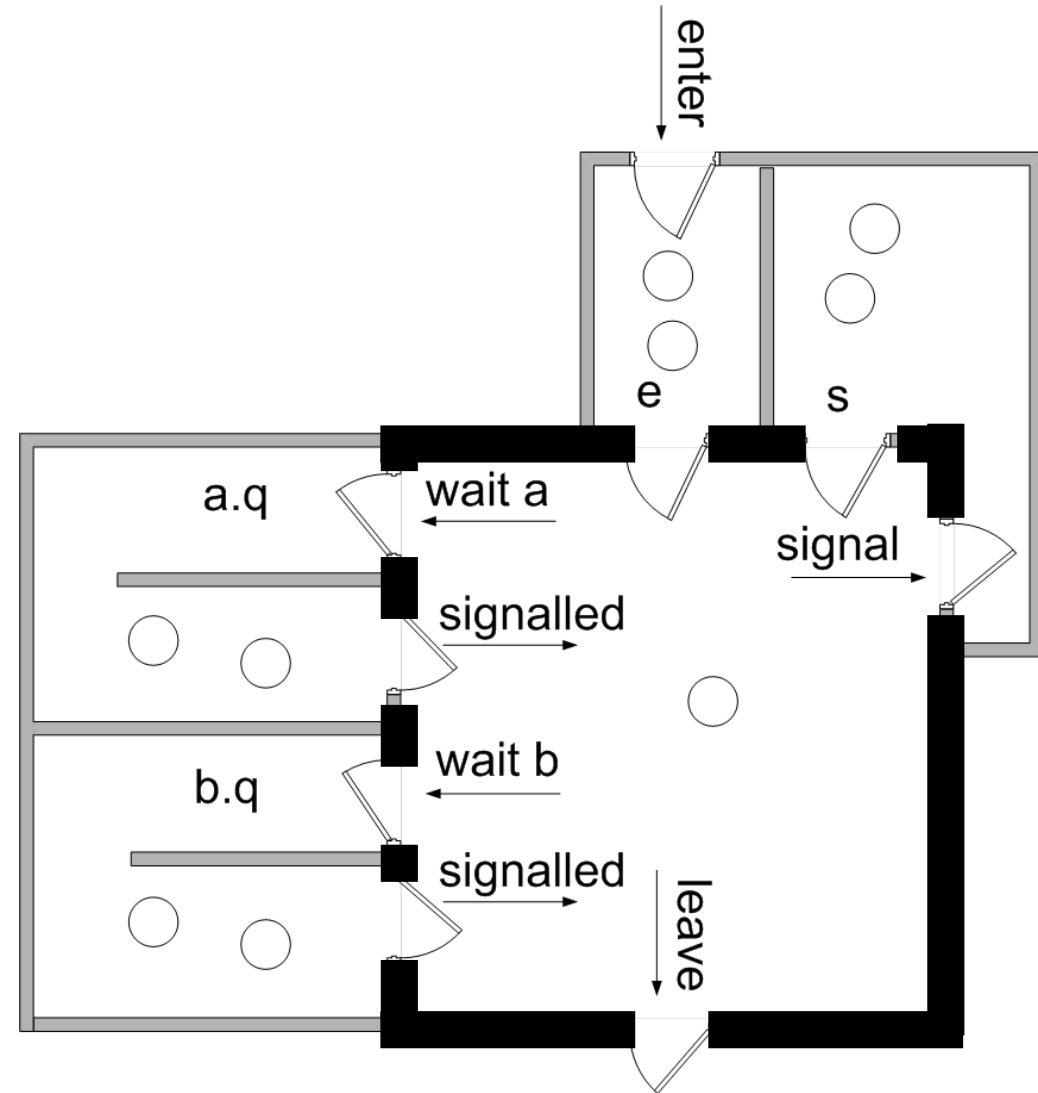 enter
e
s
a.q
wait a
signal
signalled
wait b
b.q
signalled
leave